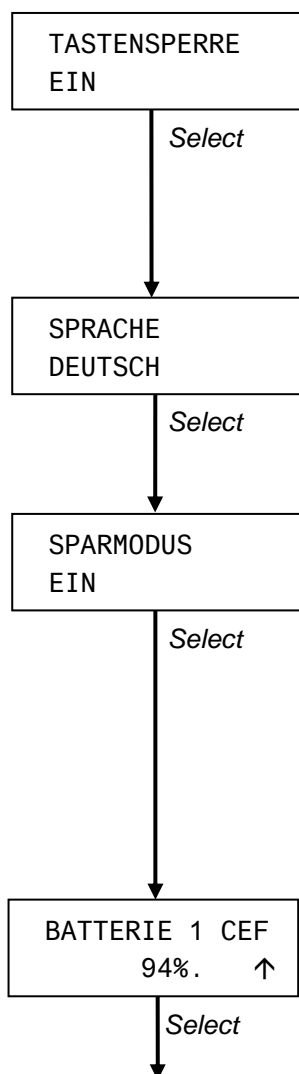 TASTENSPERRE
EIN
Select
SPRACHE
DEUTSCH
Select
SPARMODUS
EIN
Select
BATTERIE 1 CEF
94%. ↑
Select